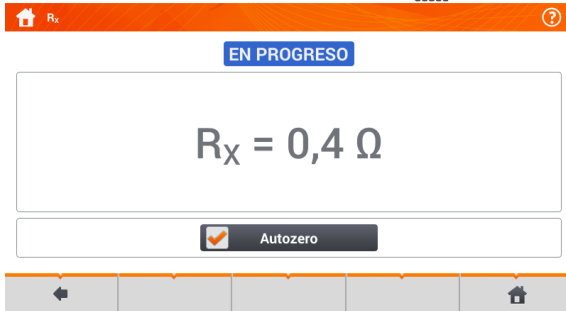 Rx
EN PROGRESO
RX = 0,4 Ω
Autozero